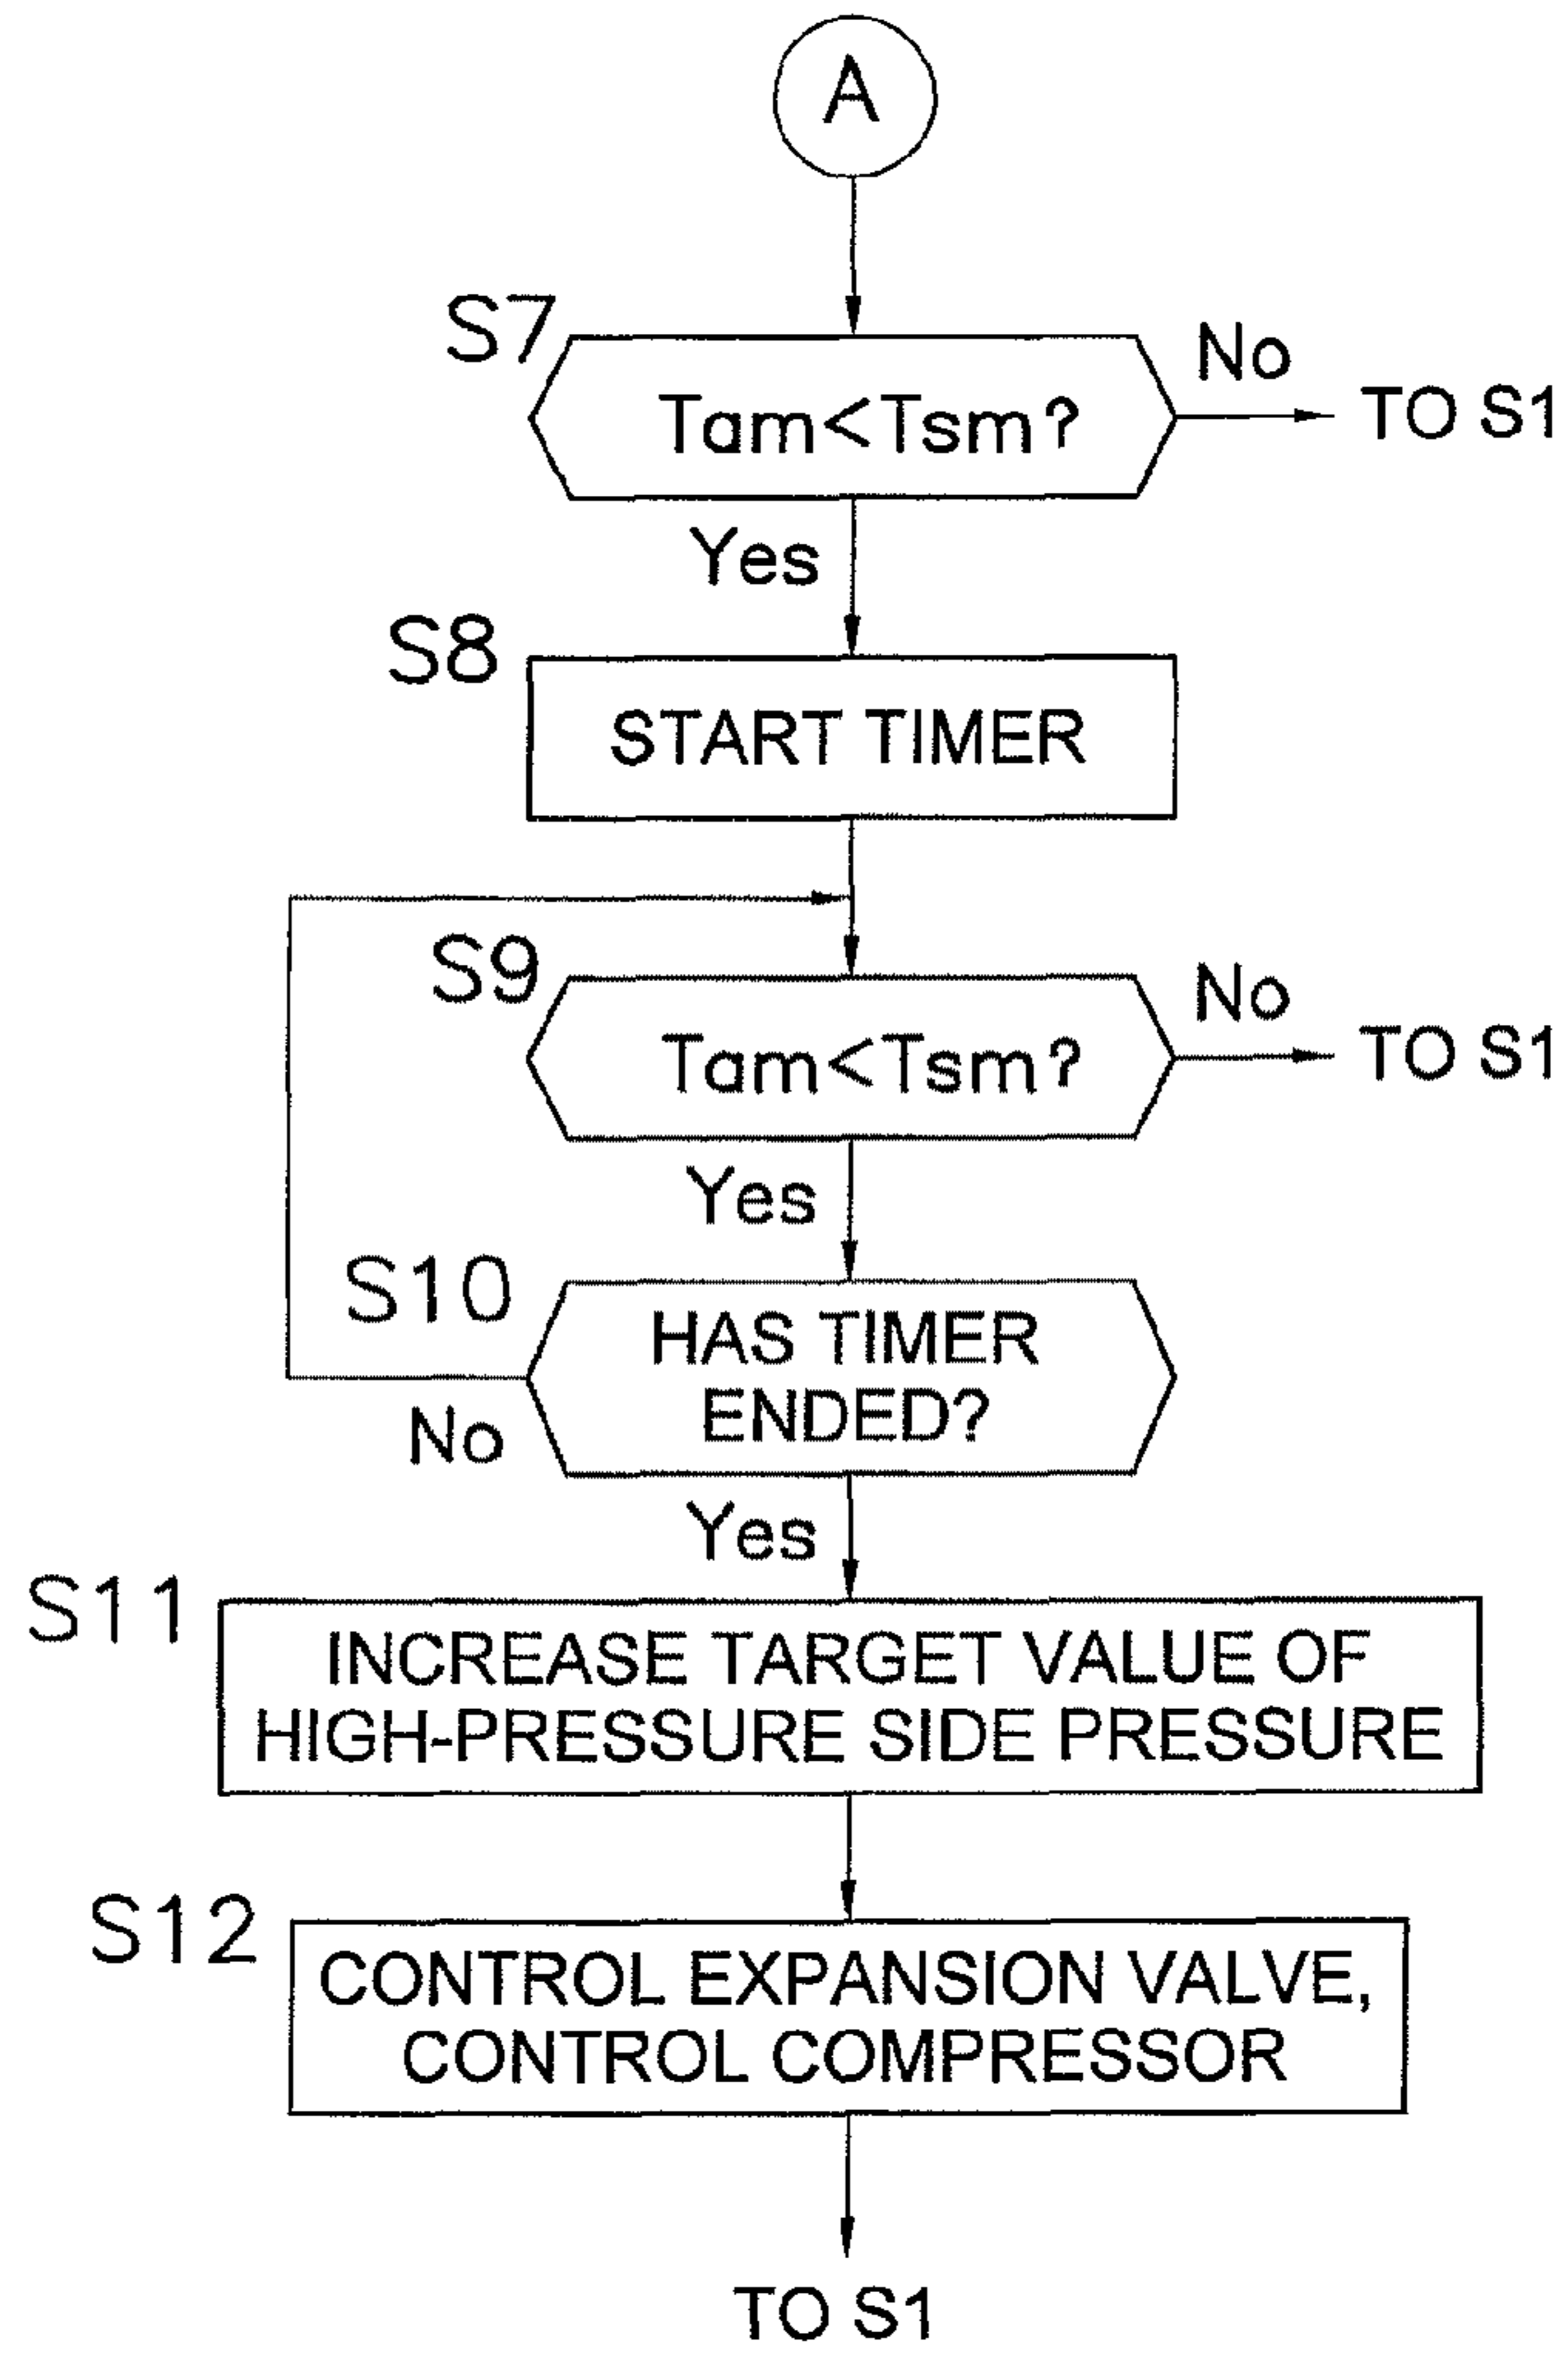 A
S7
Tam<Tsm?
No
TO S1
Yes
S8
START TIMER
S9
Tam<Tsm?
No
TO S1
Yes
S10
HAS TIMER
ENDED?
No
Yes
S11
INCREASE TARGET VALUE OF
HIGH-PRESSURE SIDE PRESSURE
S12
CONTROL EXPANSION VALVE,
CONTROL COMPRESSOR
TO S1